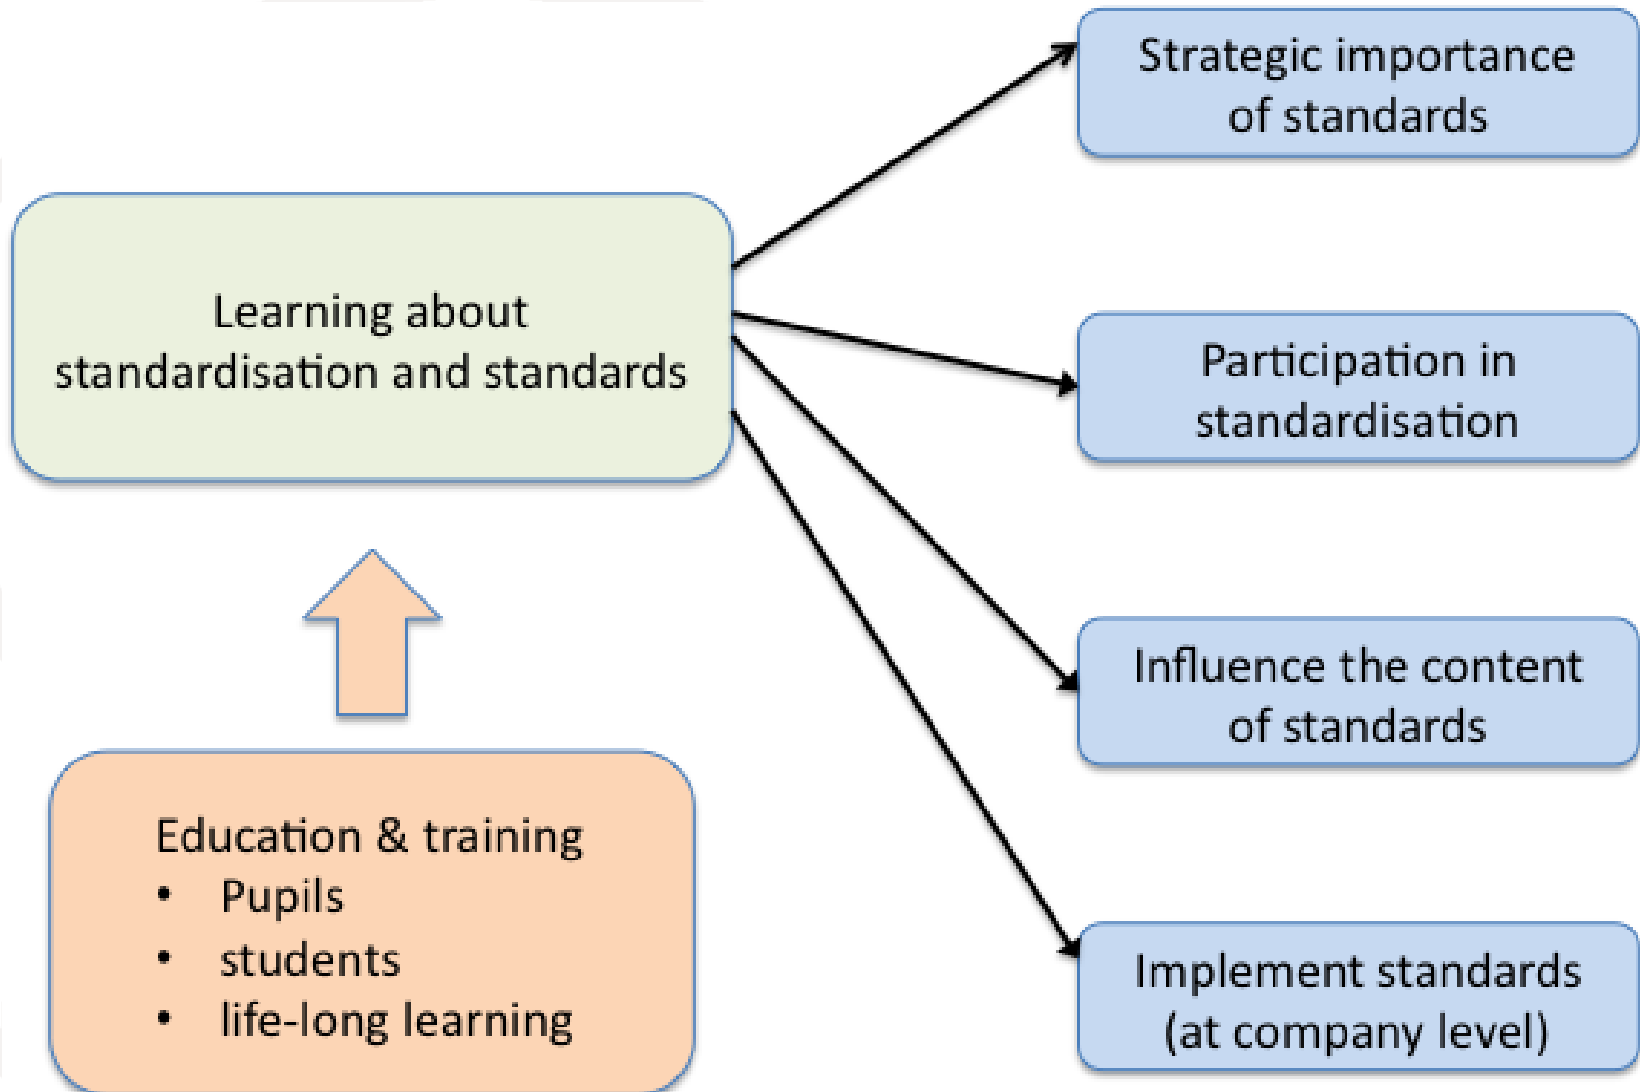 Strategic importance
of standards
Learning about
standardisation and standards
Participation in
standardisation
Influence the content
of standards
Education & training
• Pupils
• students
• life-long learning
Implement standards
(at company level)